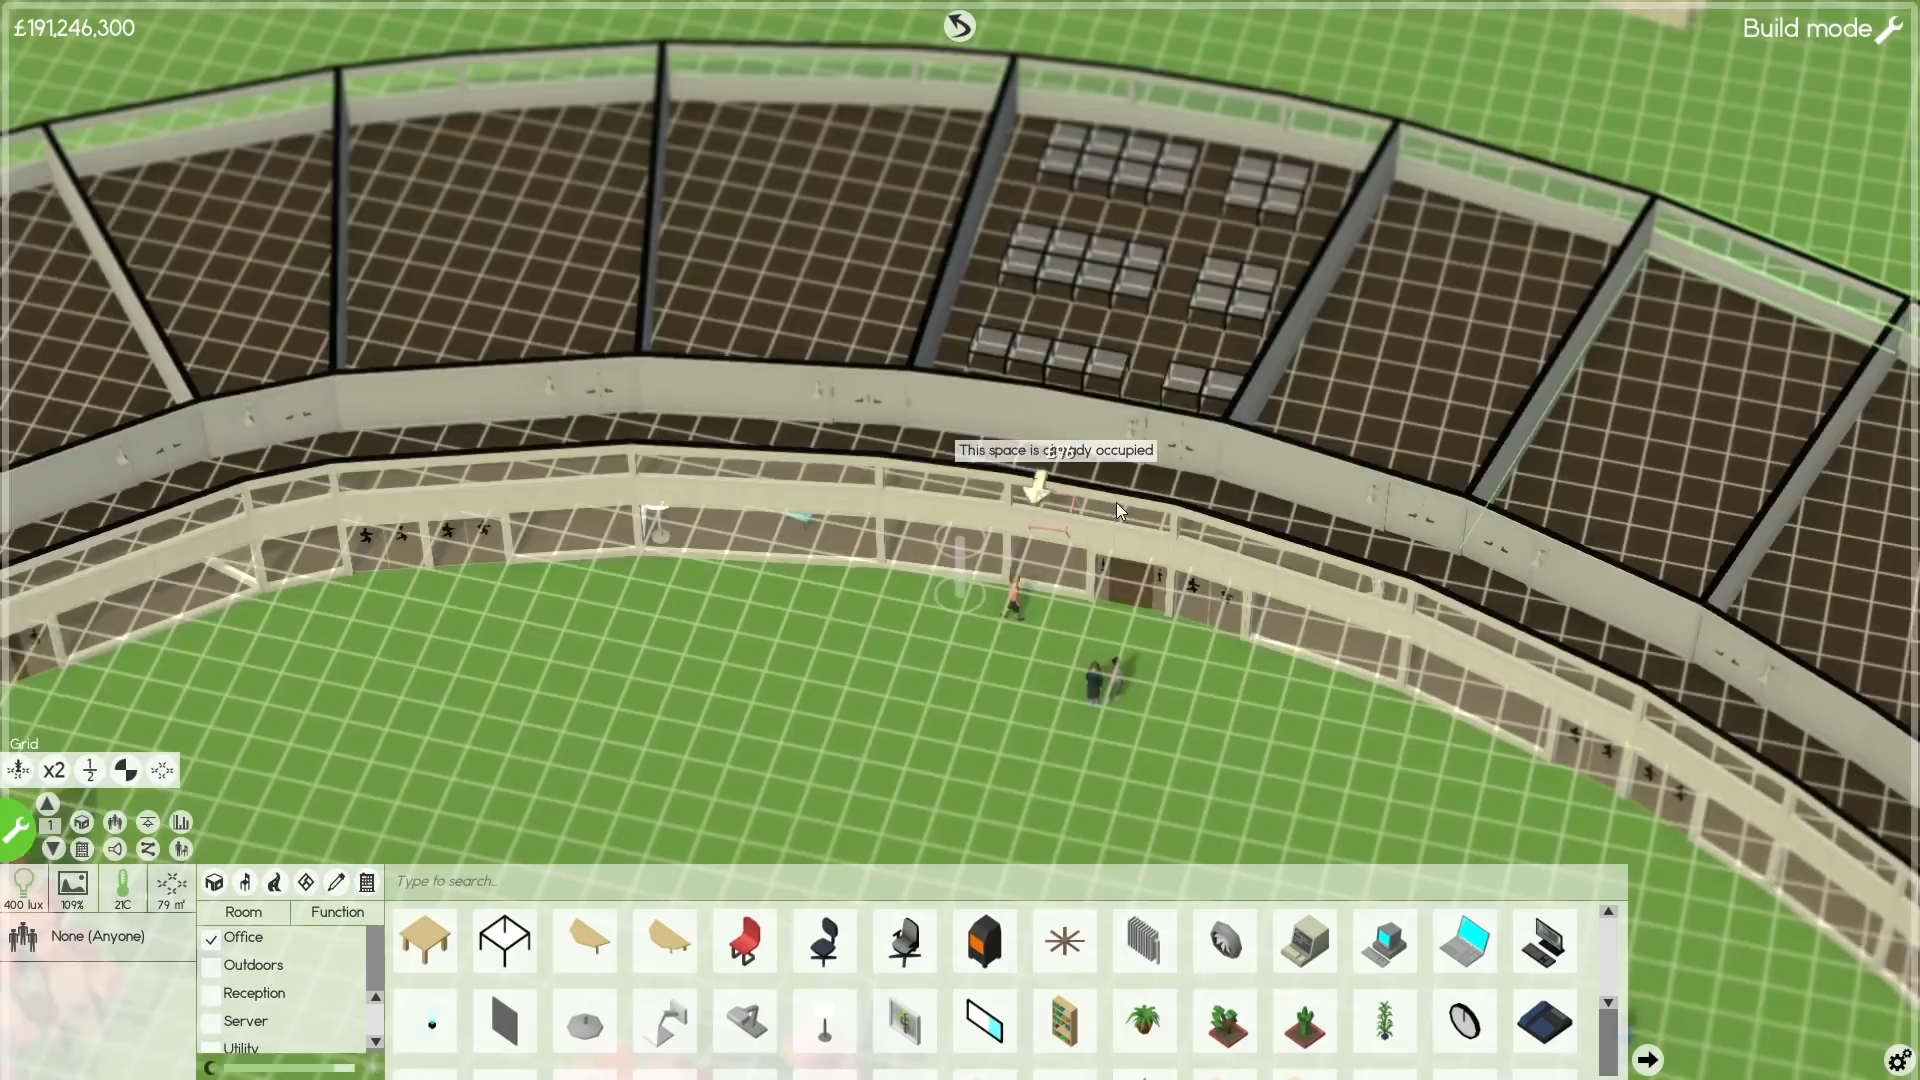 £191,246,300
Build mode
This space is already occupied
Grid
x2
1/2
1
400 lux
109%
21C
79 m²
None (Anyone)
Room
Function
Type to search...
Office
Outdoors
Reception
Server
Utility